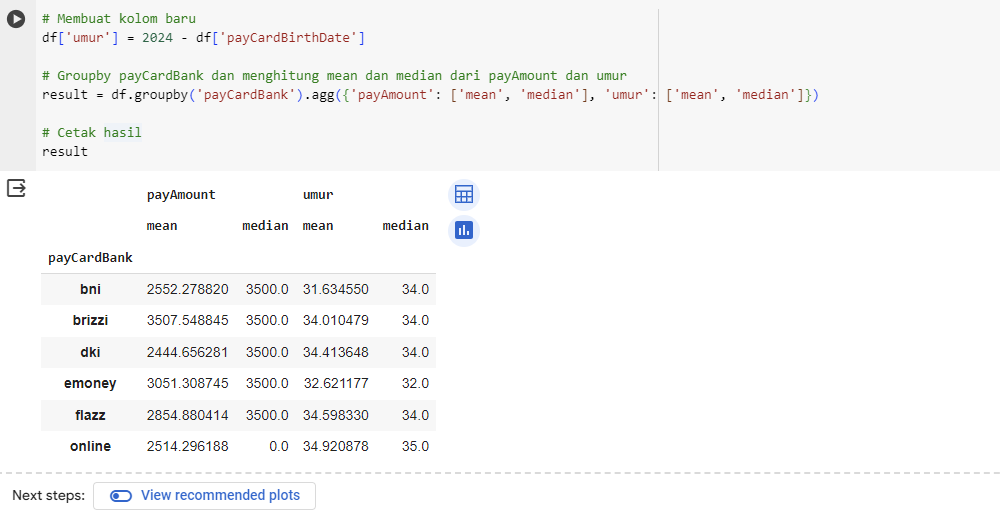 # Membuat kolom baru
df['umur'] = 2024 - df['payCardBirthDate']
# Groupby payCardBank dan menghitung mean dan median dari payAmount dan umur
result = df.groupby('payCardBank').agg({'payAmount': ['mean', 'median'], 'umur': ['mean', 'median']})
# Cetak hasil
result
payAmount umur
mean median mean median
payCardBank
bni 2552.278820 3500.0 31.634550 34.0
brizzi 3507.548845 3500.0 34.010479 34.0
dki 2444.656281 3500.0 34.413648 34.0
emoney 3051.308745 3500.0 32.621177 32.0
flazz 2854.880414 3500.0 34.598330 34.0
online 2514.296188 0.0 34.920878 35.0
Next steps: View recommended plots